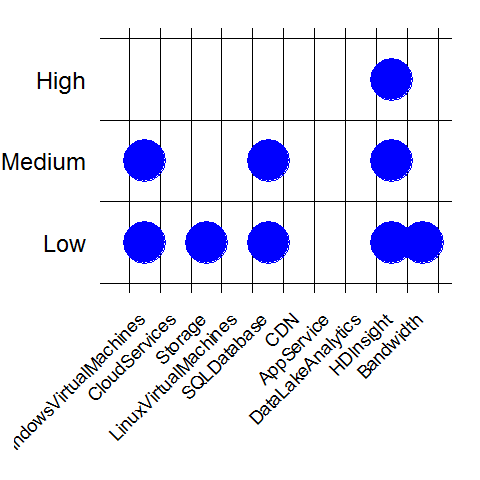 High
Medium
Low
ndowsVirtualMachines
CloudServices
Storage
LinuxVirtualMachines
SQLDatabase
CDN
AppService
DataLakeAnalytics
HDInsight
Bandwidth